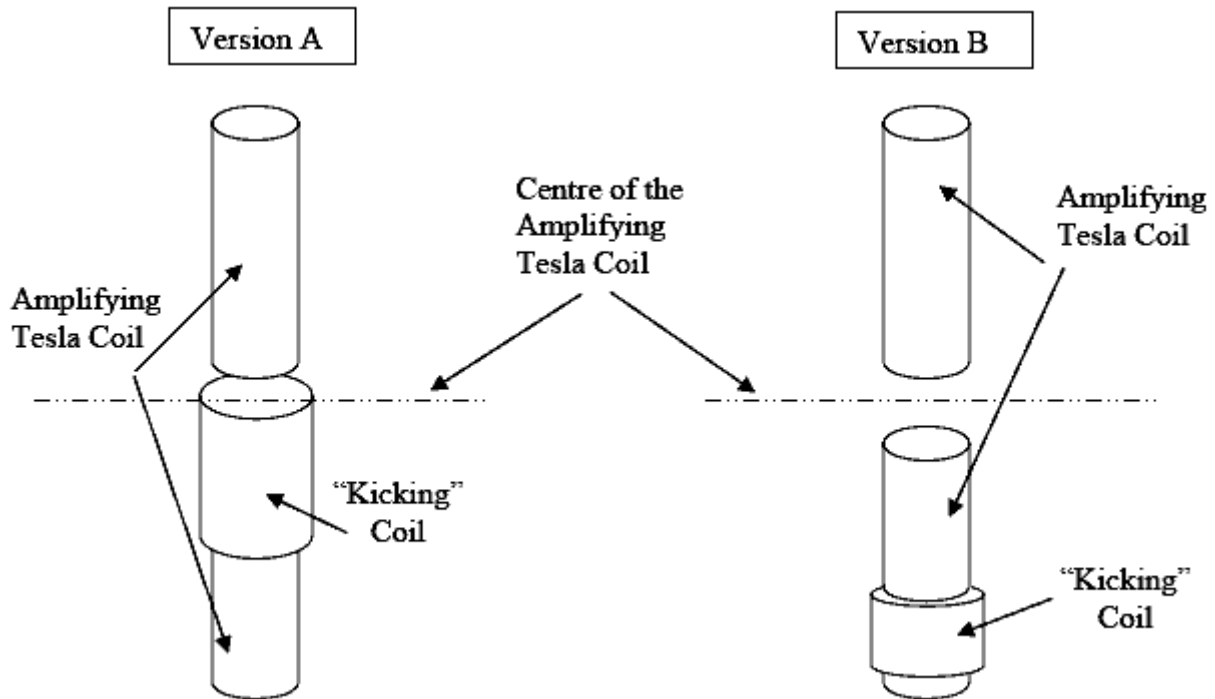 Version A
Version B
Centre of the
Amplifying
Tesla Coil
Amplifying
Tesla Coil
Amplifying
Tesla Coil
“Kicking”
Coil
“Kicking”
Coil